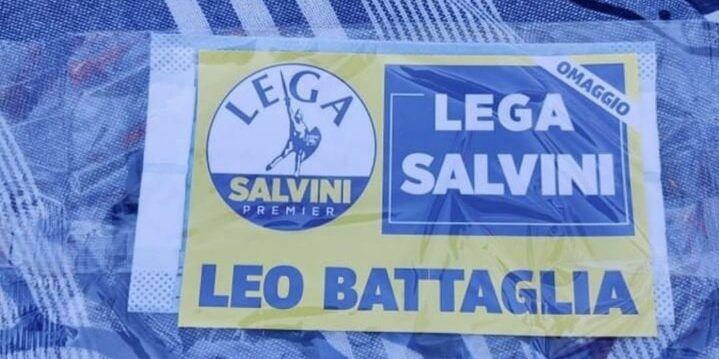 LEGA
SALVINI
PREMIER
OMAGGIO
LEGA
SALVINI
LEO BATTAGLIA